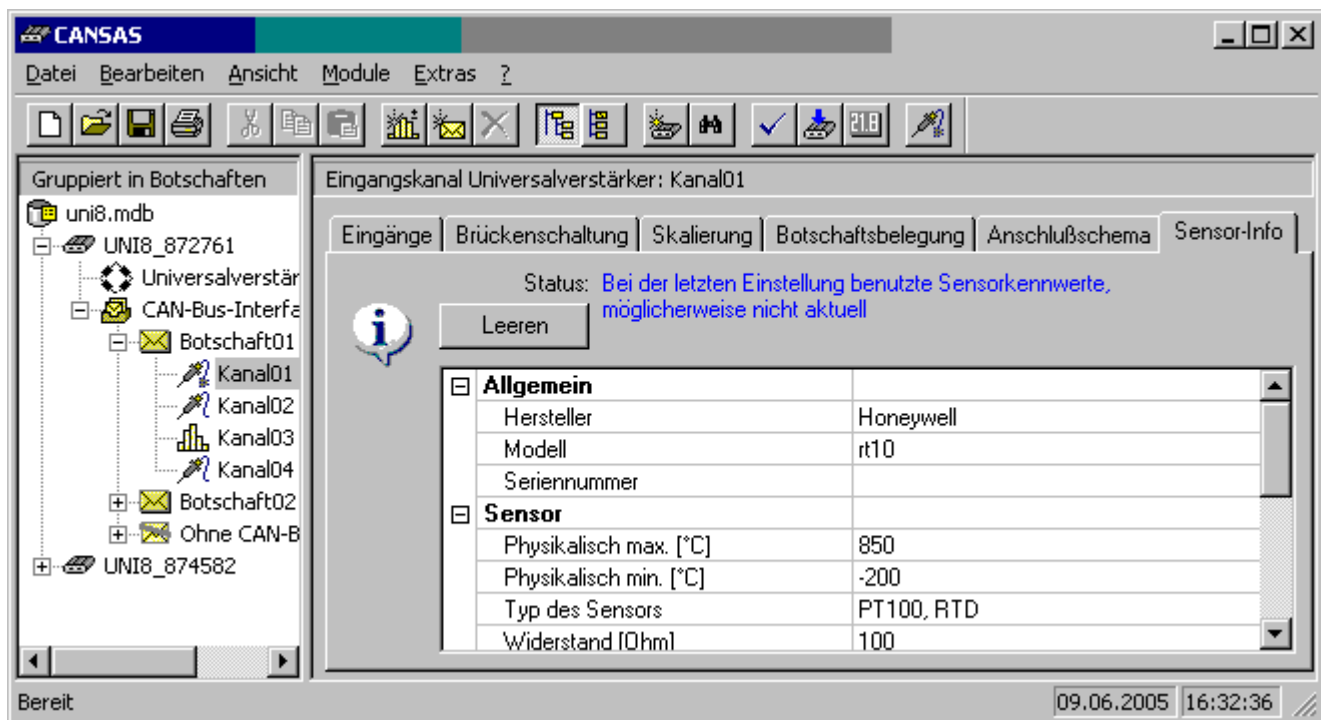 CANSAS
Datei Bearbeiten Ansicht Module Extras ?
21.8
Gruppiert in Botschaften
uni8.mdb
UNI8_872761
Universalverstär
CAN-Bus-Interfa
Botschaft01
Kanal01
Kanal02
Kanal03
Kanal04
Botschaft02
Ohne CAN-B
UNI8_874582
Eingangskanal Universalverstärker: Kanal01
Eingänge Brückenschaltung Skalierung Botschaftsbelegung Anschlußschema Sensor-Info
Status: Bei der letzten Einstellung benutzte Sensorkennwerte,
möglicherweise nicht aktuell
Leeren
Allgemein
Hersteller Honeywell
Modell rt10
Seriennummer
Sensor
Physikalisch max. [°C] 850
Physikalisch min. [°C] -200
Typ des Sensors PT100, RTD
Widerstand [Ohm] 100
Bereit 09.06.2005 16:32:36